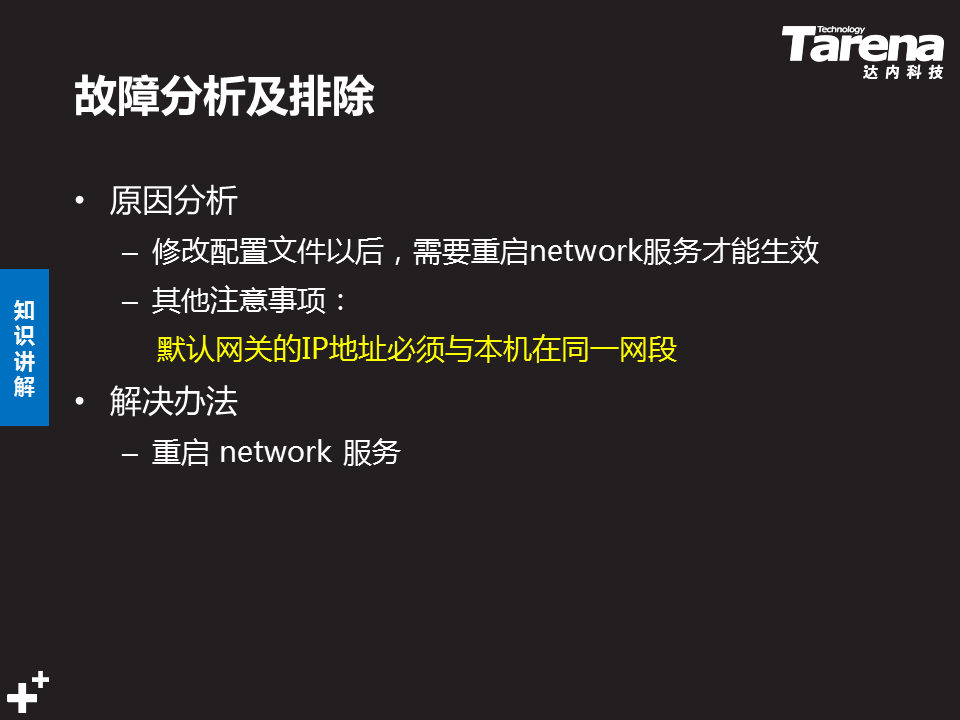 Technology
Tarena
达内科技
故障分析及排除
• 原因分析
– 修改配置文件以后，需要重启network服务才能生效
– 其他注意事项：
默认网关的IP地址必须与本机在同一网段
• 解决办法
– 重启 network 服务
知识讲解